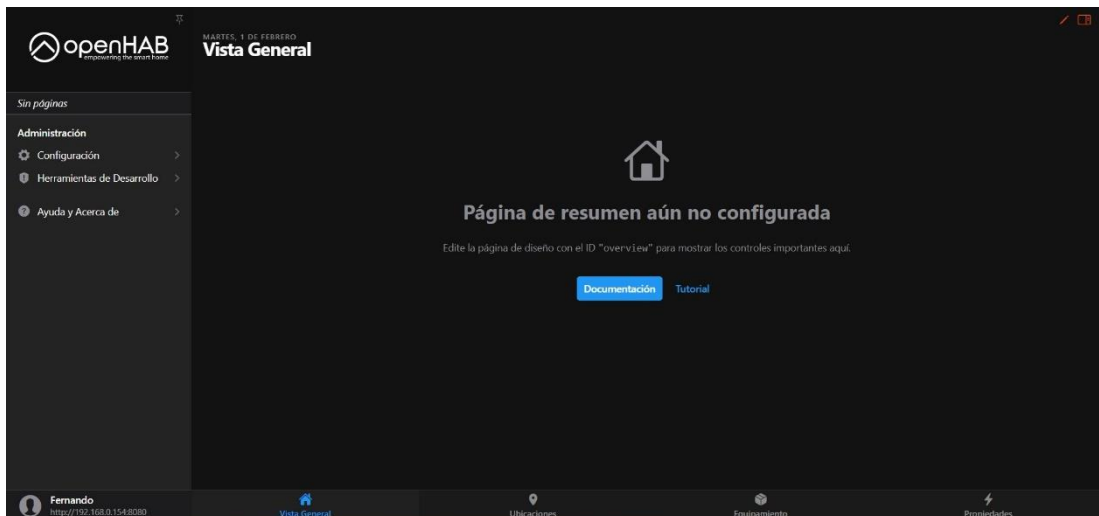 openHAB
empowering the smart home
Sin páginas
Administración
Configuración
Herramientas de Desarrollo
Ayuda y Acerca de
Fernando
http://192.168.0.154:8080
MARTES, 1 DE FEBRERO
Vista General
Página de resumen aún no configurada
Edite la página de diseño con el ID "overview" para mostrar los controles importantes aquí.
Documentación
Tutorial
Vista General
Ubicaciones
Equipamiento
Propiedades